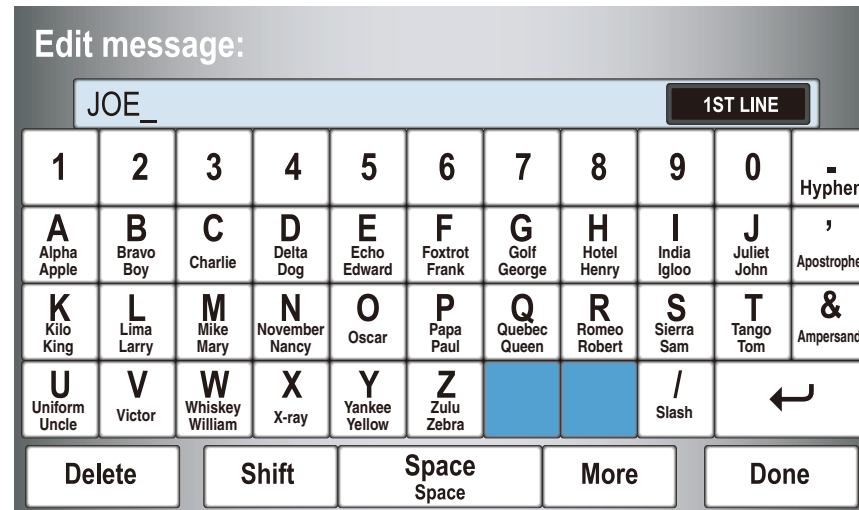 Edit message:
JOE_ 1ST LINE
1 2 3 4 5 6 7 8 9 0 -
Hyphen
A B C D E F G H I J '
Alpha Bravo Charlie Delta Echo Foxtrot Golf Hotel India Juliet Apostrophe
Apple Boy Dog Edward Frank George Henry Igloo John
K L M N O P Q R S T &
Kilo Lima Mike November Oscar Papa Quebec Romeo Sierra Tango Ampersand
King Larry Mary Nancy Paul Queen Robert Sam Tom
U V W X Y Z /
Uniform Victor Whiskey X-ray Yankee Zulu Slash
Uncle William Yellow Zebra
Delete Shift Space More Done
Space